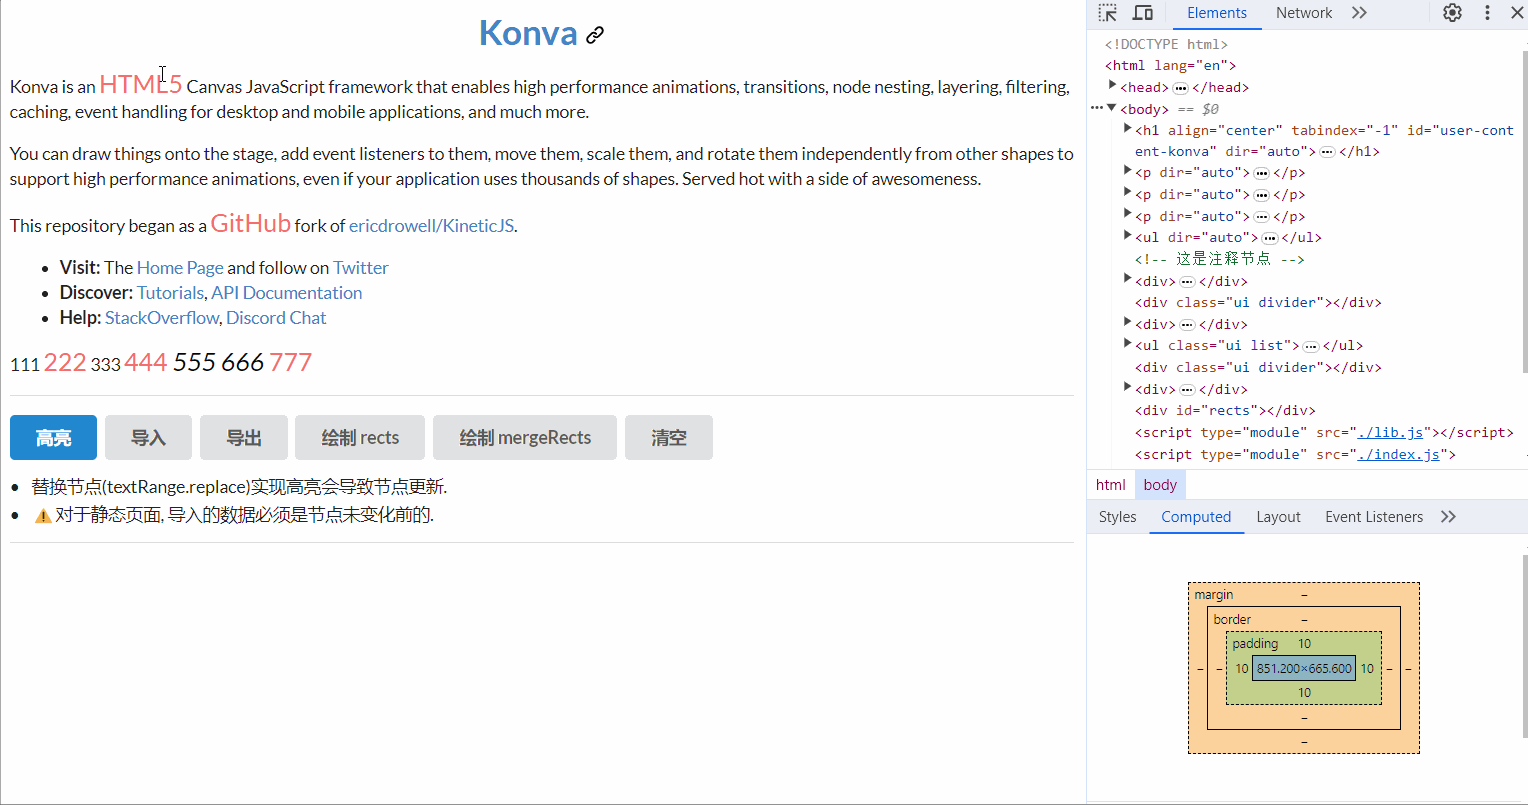 Konva
Konva is an HTML5 Canvas JavaScript framework that enables high performance animations, transitions, node nesting, layering, filtering,
caching, event handling for desktop and mobile applications, and much more.
You can draw things onto the stage, add event listeners to them, move them, scale them, and rotate them independently from other shapes to
support high performance animations, even if your application uses thousands of shapes. Served hot with a side of awesomeness.
This repository began as a GitHub fork of ericdrowell/KineticJS.
• Visit: The Home Page and follow on Twitter
• Discover: Tutorials, API Documentation
• Help: StackOverflow, Discord Chat
111 222 333 444 555 666 777
高亮 导入 导出 绘制 rects 绘制 mergeRects 清空
• 替换节点(textRange.replace)实现高亮会导致节点更新.
• ⚠️ 对于静态页面, 导入的数据必须是节点未变化前的.
Elements Network
<!DOCTYPE html>
<html lang="en">
<head>…</head>
<body> == $0
<h1 align="center" tabindex="-1" id="user-cont
ent-konva" dir="auto">…</h1>
<p dir="auto">…</p>
<p dir="auto">…</p>
<p dir="auto">…</p>
<ul dir="auto">…</ul>
<!-- 这是注释节点 -->
<div>…</div>
<div class="ui divider"></div>
<div>…</div>
<ul class="ui list">…</ul>
<div class="ui divider"></div>
<div>…</div>
<div id="rects"></div>
<script type="module" src="./lib.js"></script>
<script type="module" src="./index.js">
html body
Styles Computed Layout Event Listeners
margin –
border –
padding 10
– – 10 851.200×665.600 10 – –
10
–
–